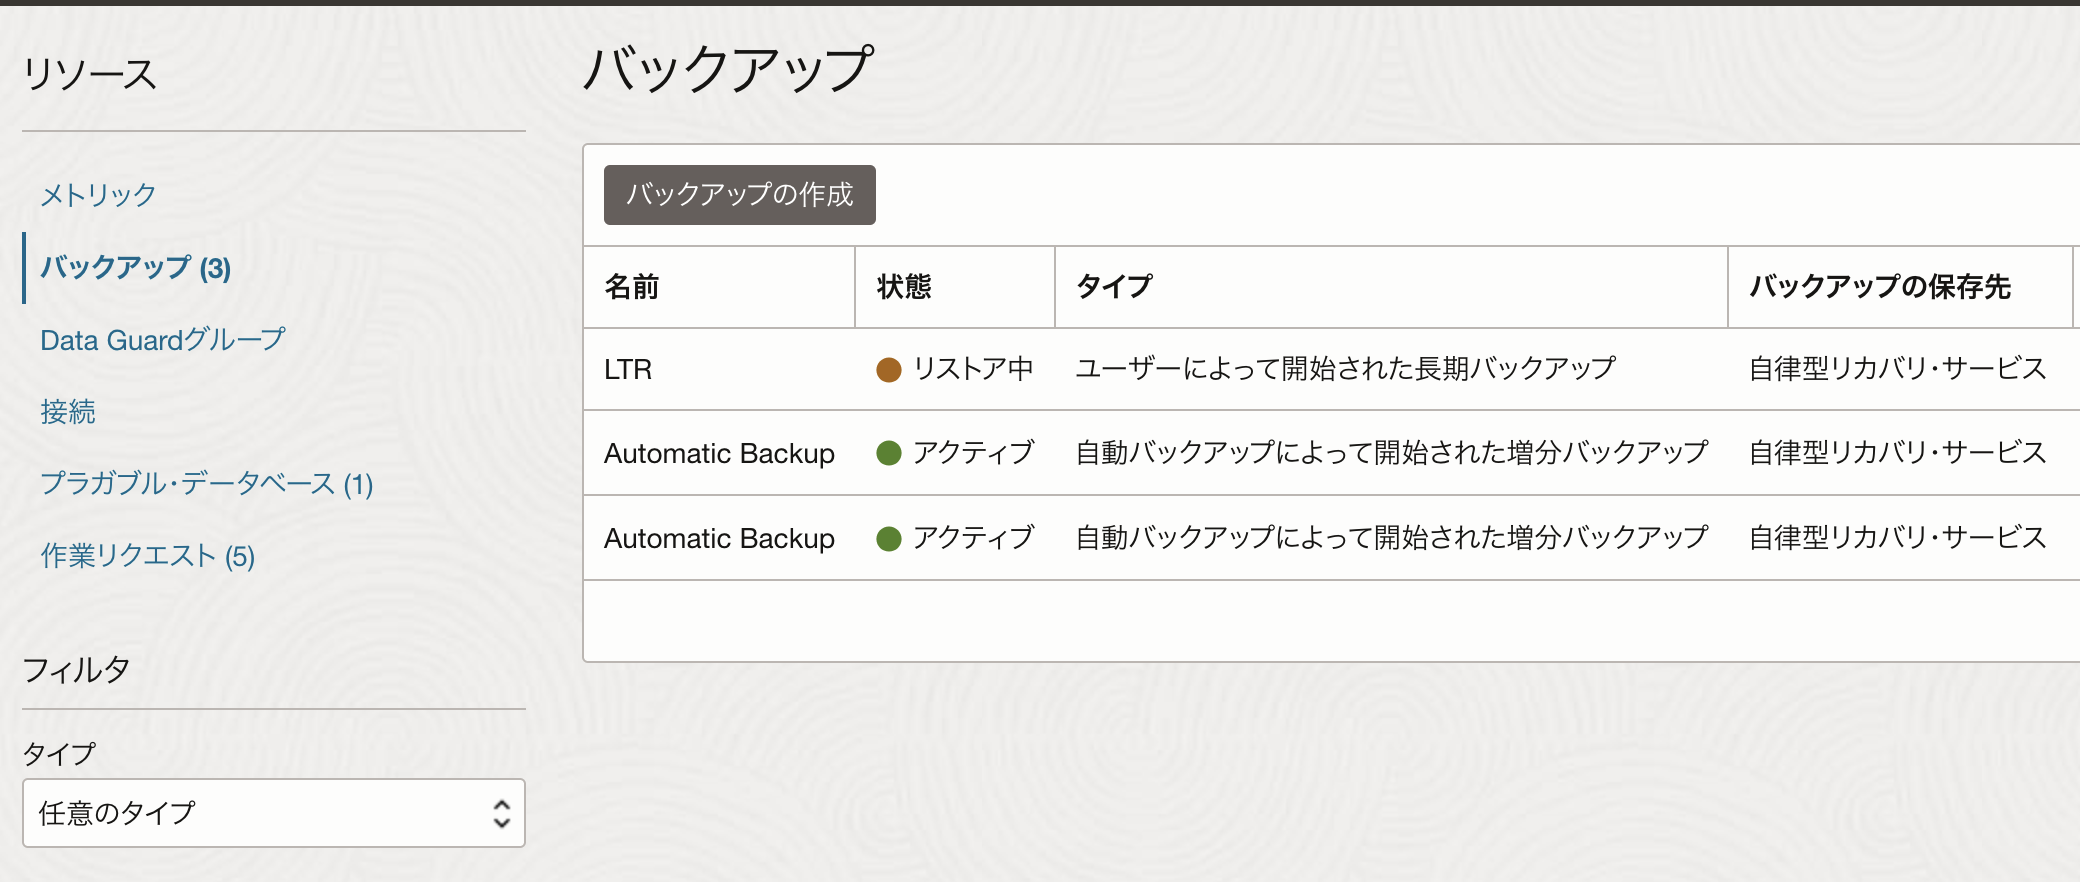 リソース
メトリック
バックアップ (3)
Data Guardグループ
接続
プラガブル・データベース (1)
作業リクエスト (5)
フィルタ
タイプ
任意のタイプ
バックアップ
バックアップの作成
名前 状態 タイプ バックアップの保存先
LTR リストア中 ユーザーによって開始された長期バックアップ 自律型リカバリ・サービス
Automatic Backup アクティブ 自動バックアップによって開始された増分バックアップ 自律型リカバリ・サービス
Automatic Backup アクティブ 自動バックアップによって開始された増分バックアップ 自律型リカバリ・サービス